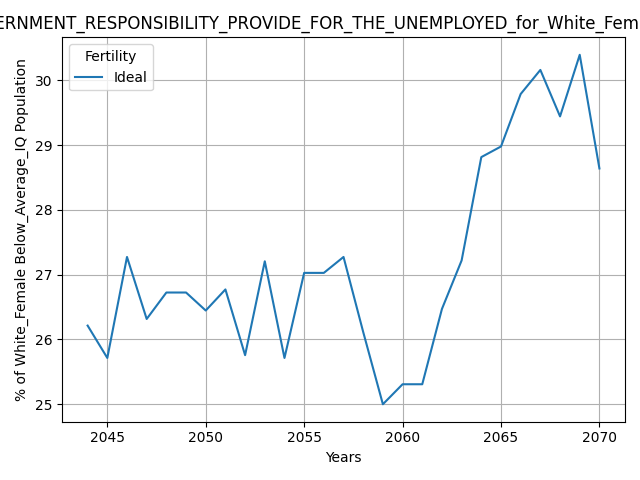 ERNMENT_RESPONSIBILITY_PROVIDE_FOR_THE_UNEMPLOYED_for_White_Fem
Fertility
Ideal
% of White_Female Below_Average_IQ Population
30
29
28
27
26
25
2045 2050 2055 2060 2065 2070
Years